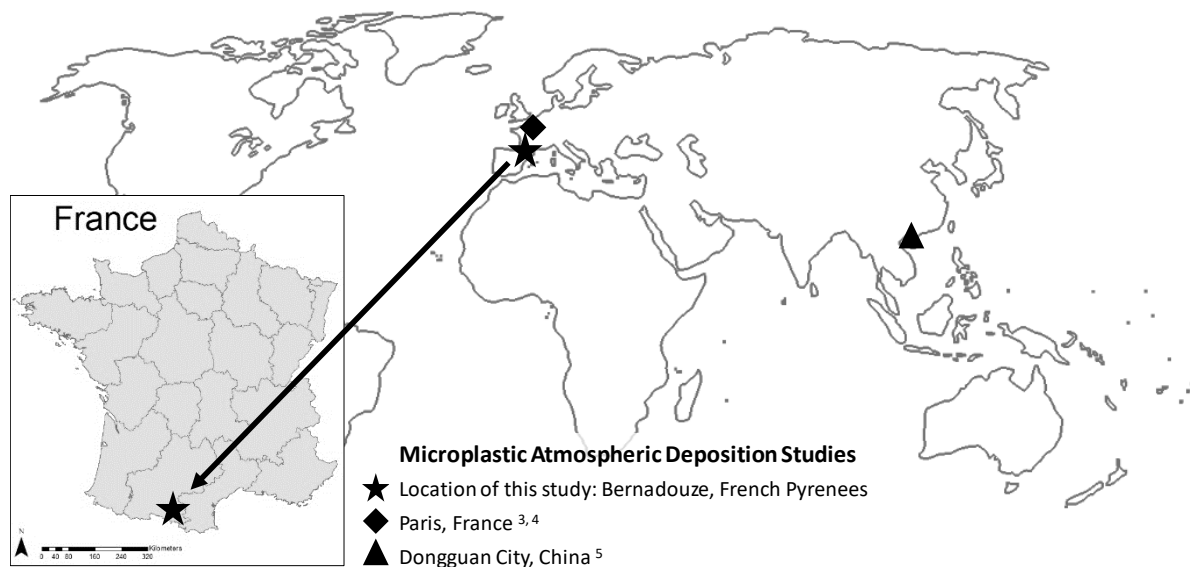 France
N
0 40 80 160 240 320
Kilometers
Microplastic Atmospheric Deposition Studies
Location of this study: Bernadouze, French Pyrenees
Paris, France 3, 4
Dongguan City, China 5